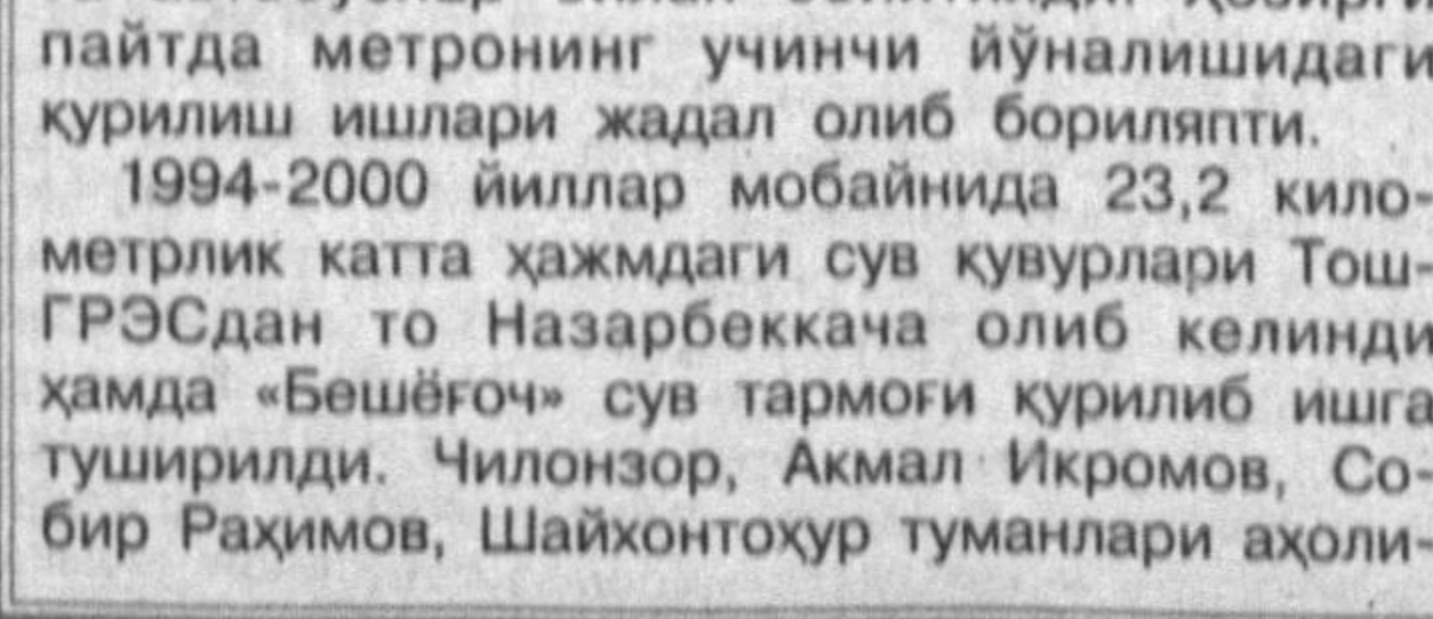 пайтда метронинг учинчи йўналишидаги
қурилиш ишлари жадал олиб бориляпти.
1994-2000 йиллар мобайнида 23,2 кило-
метрлик катта ҳажмдаги сув қувурлари Тош-
ГРЭСдан то Назарбеккача олиб келинди
ҳамда «Бешёғоч» сув тармоғи қурилиб ишга
туширилди. Чилонзор, Акмал Икромов, Со-
бир Раҳимов, Шайхонтоҳур туманлари аҳоли-